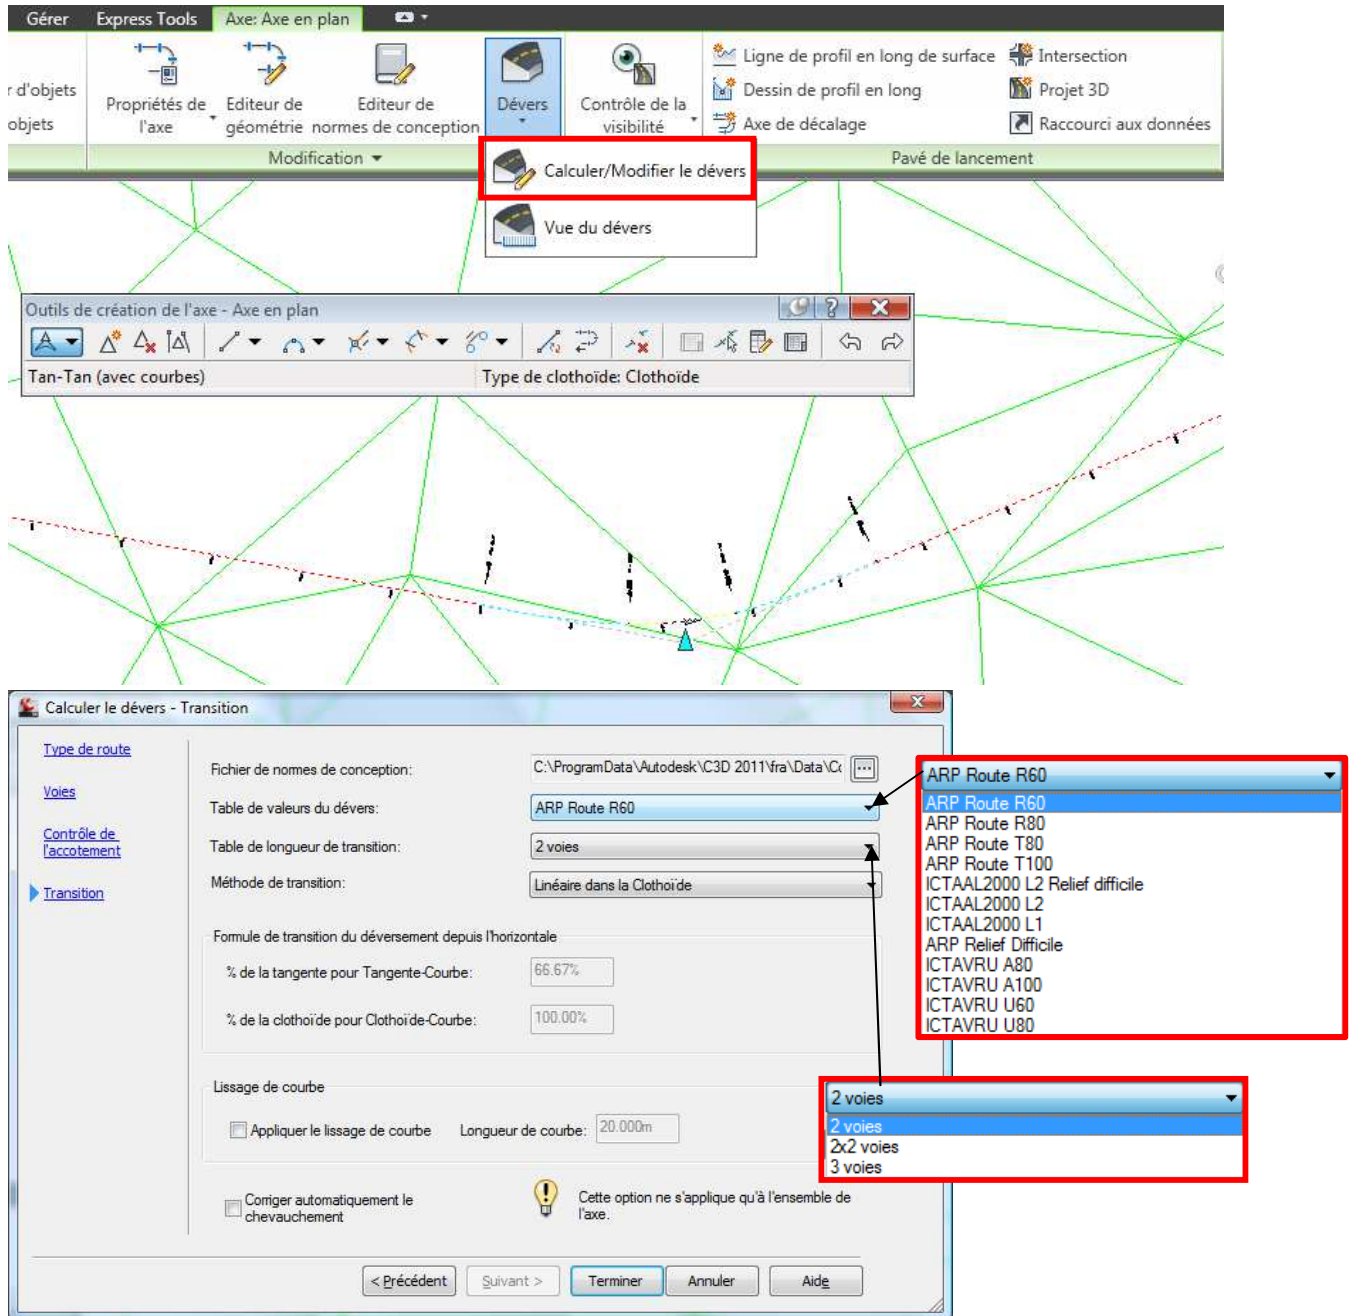 Gérer Express Tools Axe: Axe en plan
r d'objets
objets
Propriétés de
l'axe
Editeur de
géométrie
Editeur de
normes de conception
Dévers
Contrôle de la
visibilité
Ligne de profil en long de surface
Dessin de profil en long
Axe de décalage
Intersection
Projet 3D
Raccourci aux données
Modification
Pavé de lancement
Calculer/Modifier le dévers
Vue du dévers
Outils de création de l'axe - Axe en plan
Tan-Tan (avec courbes)
Type de clothoïde: Clothoïde
Calculer le dévers - Transition
Type de route
Voies
Contrôle de
l'accotement
Transition
Fichier de normes de conception: C:\ProgramData\Autodesk\C3D 2011\fra\Data\Cc ...
Table de valeurs du dévers: ARP Route R60
Table de longueur de transition: 2 voies
Méthode de transition: Linéaire dans la Clothoïde
Formule de transition du déversement depuis l'horizontale
% de la tangente pour Tangente-Courbe: 66.67%
% de la clothoïde pour Clothoïde-Courbe: 100.00%
Lissage de courbe
Appliquer le lissage de courbe Longueur de courbe: 20.000m
Corriger automatiquement le
chevauchement
Cette option ne s'applique qu'à l'ensemble de
l'axe.
< Précédent Suivant > Terminer Annuler Aide
ARP Route R60
ARP Route R60
ARP Route R80
ARP Route T80
ARP Route T100
ICTAAL2000 L2 Relief difficile
ICTAAL2000 L2
ICTAAL2000 L1
ARP Relief Difficile
ICTAVRU A80
ICTAVRU A100
ICTAVRU U60
ICTAVRU U80
2 voies
2 voies
2x2 voies
3 voies